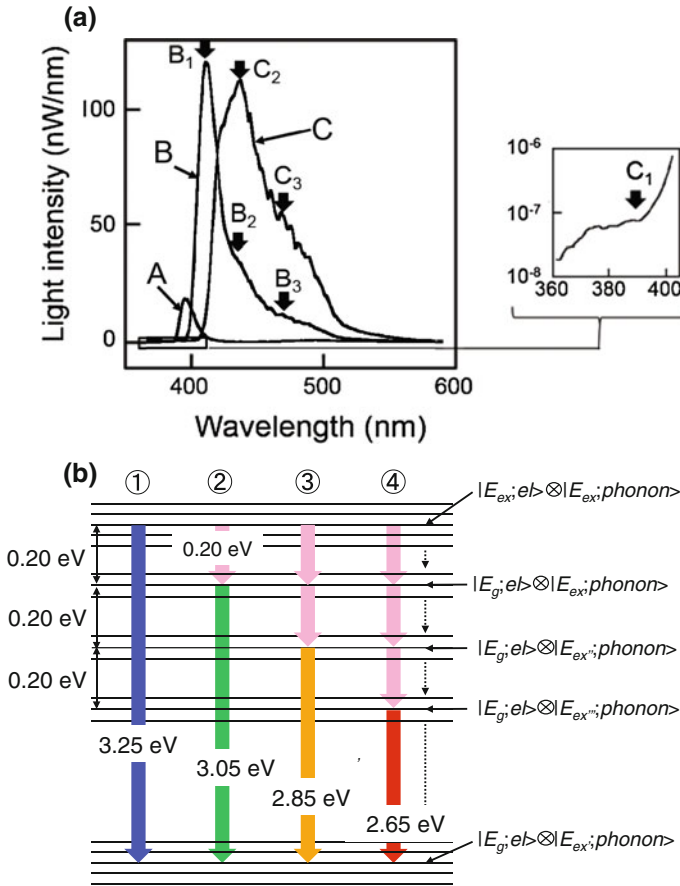 (a)
Light intensity (nW/nm)
100
50
0
400
500
600
Wavelength (nm)
A
B
B1
B2
B3
C
C2
C3
10-6
10-7
10-8
C1
360
380
400
(b)
① ② ③ ④
|Eex;el>⊗|Eex;phonon>
0.20 eV
0.20 eV
|Eg;el>⊗|Eex;phonon>
0.20 eV
|Eg;el>⊗|Eex'';phonon>
0.20 eV
|Eg;el>⊗|Eex''';phonon>
3.25 eV
3.05 eV
2.85 eV
2.65 eV
|Eg;el>⊗|Eex';phonon>